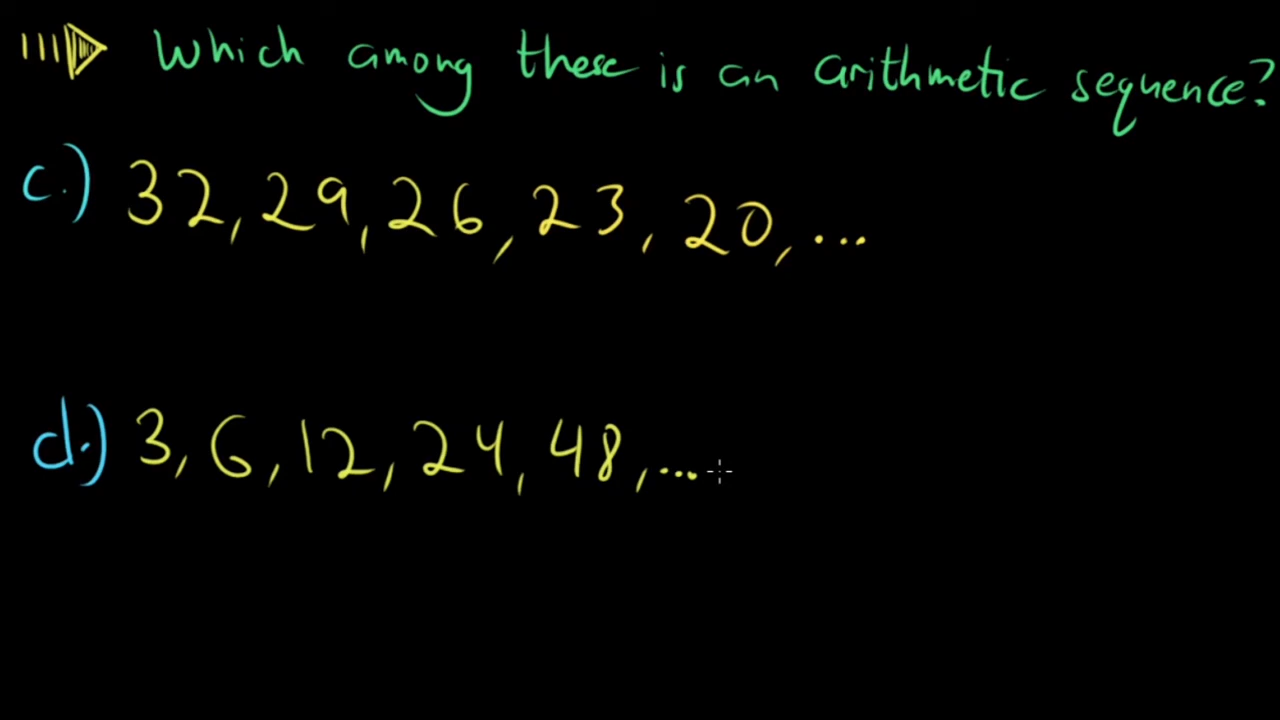 Which among these is an arithmetic sequence?
c.) 32, 29, 26, 23, 20, ...
d.) 3, 6, 12, 24, 48, ...